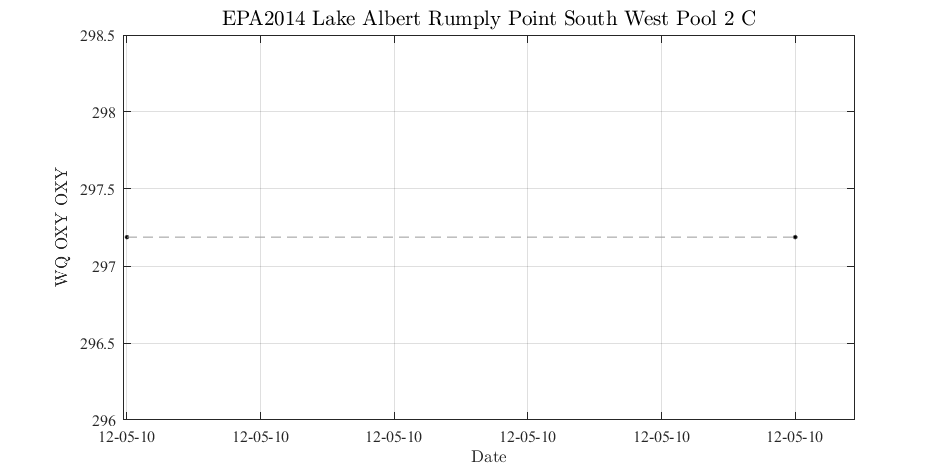 EPA2014 Lake Albert Rumply Point South West Pool 2 C
298.5
298
297.5
297
296.5
296
WQ OXY OXY
12-05-10 12-05-10 12-05-10 12-05-10 12-05-10 12-05-10
Date